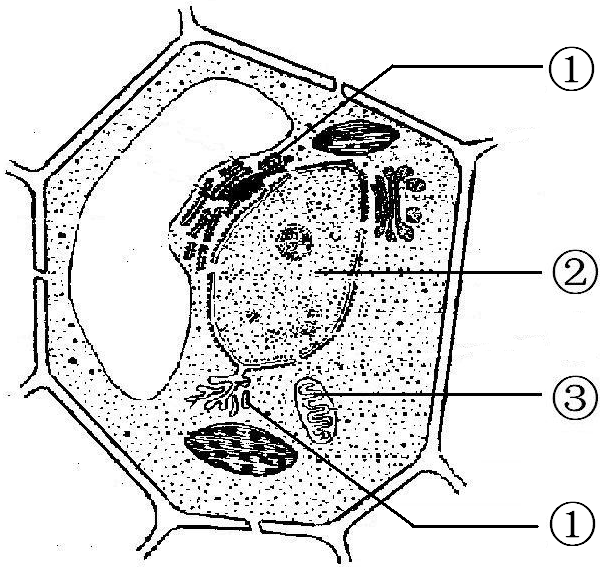 ①
②
③
①